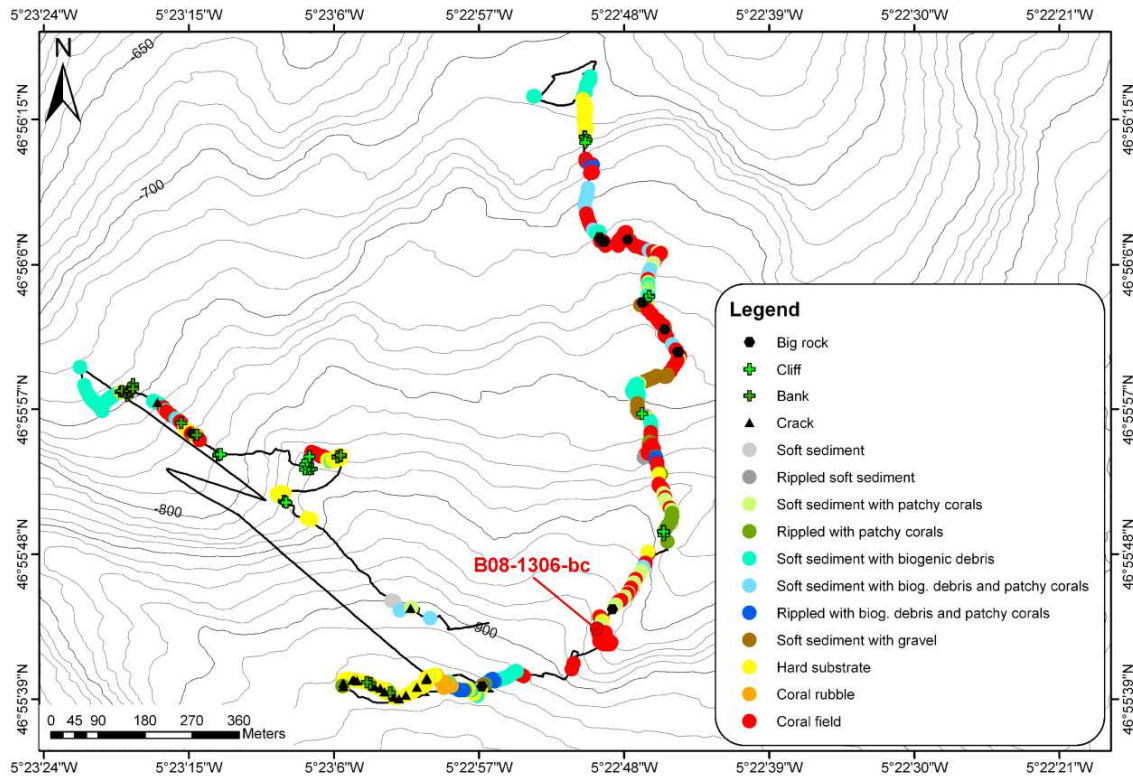 5°23'24"W 5°23'15"W 5°23'6"W 5°22'57"W 5°22'48"W 5°22'39"W 5°22'30"W 5°22'21"W
N
-650
46°56'15"N 46°56'15"N
-700
46°56'6"N 46°56'6"N
Legend
Big rock
Cliff
Bank
Crack
Soft sediment
Rippled soft sediment
Soft sediment with patchy corals
Rippled with patchy corals
Soft sediment with biogenic debris
Soft sediment with biog. debris and patchy corals
Rippled with biog. debris and patchy corals
Soft sediment with gravel
Hard substrate
Coral rubble
Coral field
46°55'57"N 46°55'57"N
-800
46°55'48"N 46°55'48"N
B08-1306-bc
-900
46°55'39"N 46°55'39"N
0 45 90 180 270 360
Meters
5°23'24"W 5°23'15"W 5°23'6"W 5°22'57"W 5°22'48"W 5°22'39"W 5°22'30"W 5°22'21"W